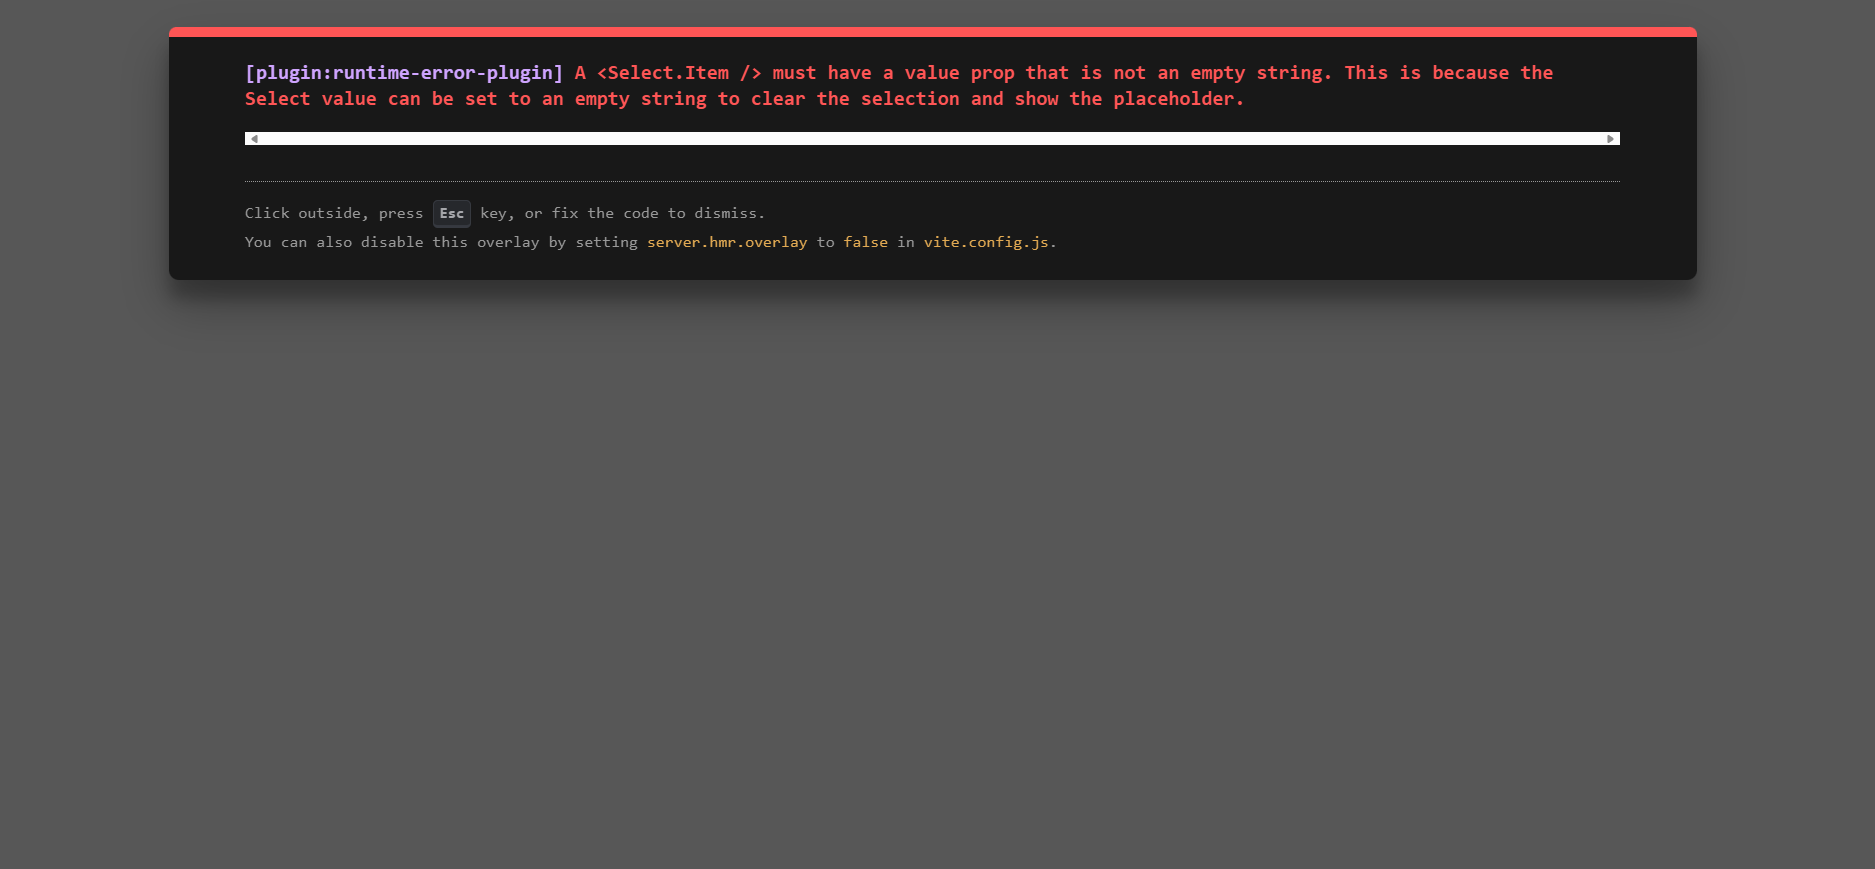 [plugin:runtime-error-plugin] A <Select.Item /> must have a value prop that is not an empty string. This is because the
Select value can be set to an empty string to clear the selection and show the placeholder.
Click outside, press Esc key, or fix the code to dismiss.
You can also disable this overlay by setting server.hmr.overlay to false in vite.config.js.